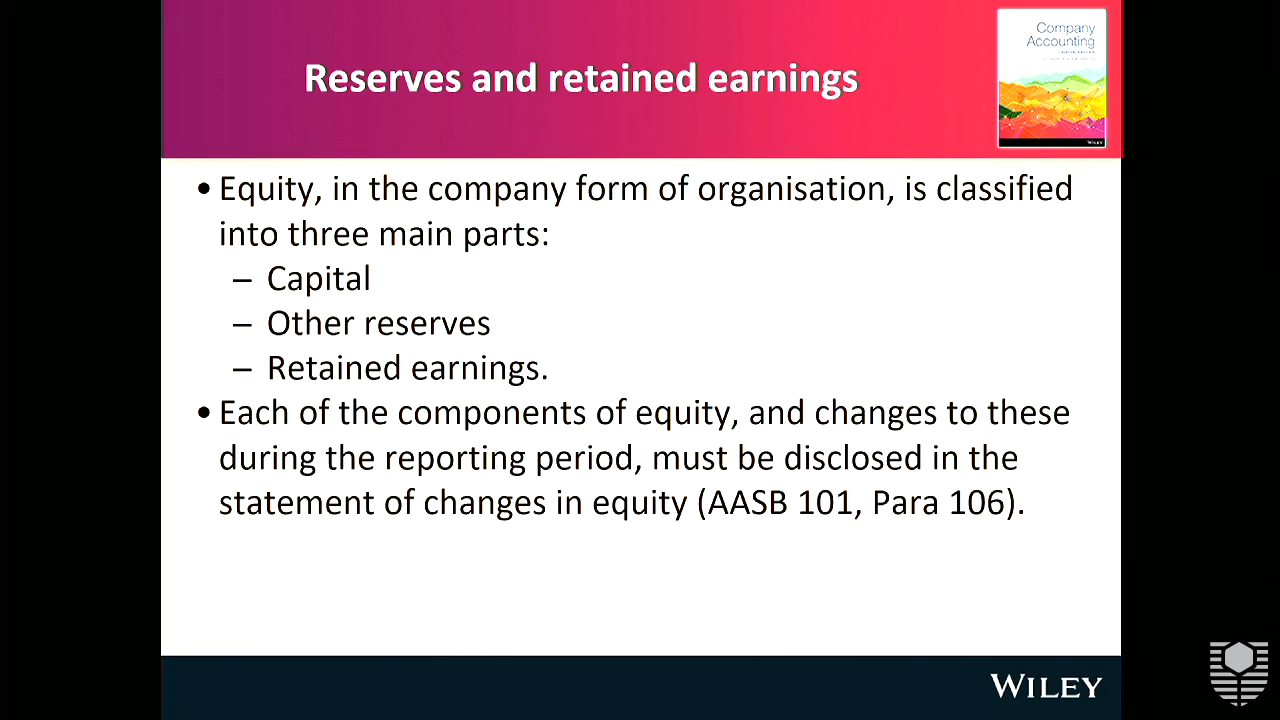 Reserves and retained earnings
Company
Accounting
WILEY
• Equity, in the company form of organisation, is classified
into three main parts:
– Capital
– Other reserves
– Retained earnings.
• Each of the components of equity, and changes to these
during the reporting period, must be disclosed in the
statement of changes in equity (AASB 101, Para 106).
WILEY